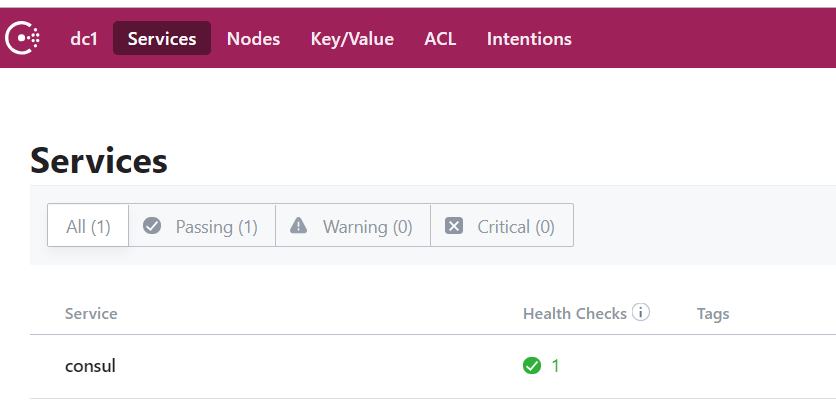 dc1 Services Nodes Key/Value ACL Intentions
Services
All (1) Passing (1) Warning (0) Critical (0)
Service Health Checks Tags
consul 1